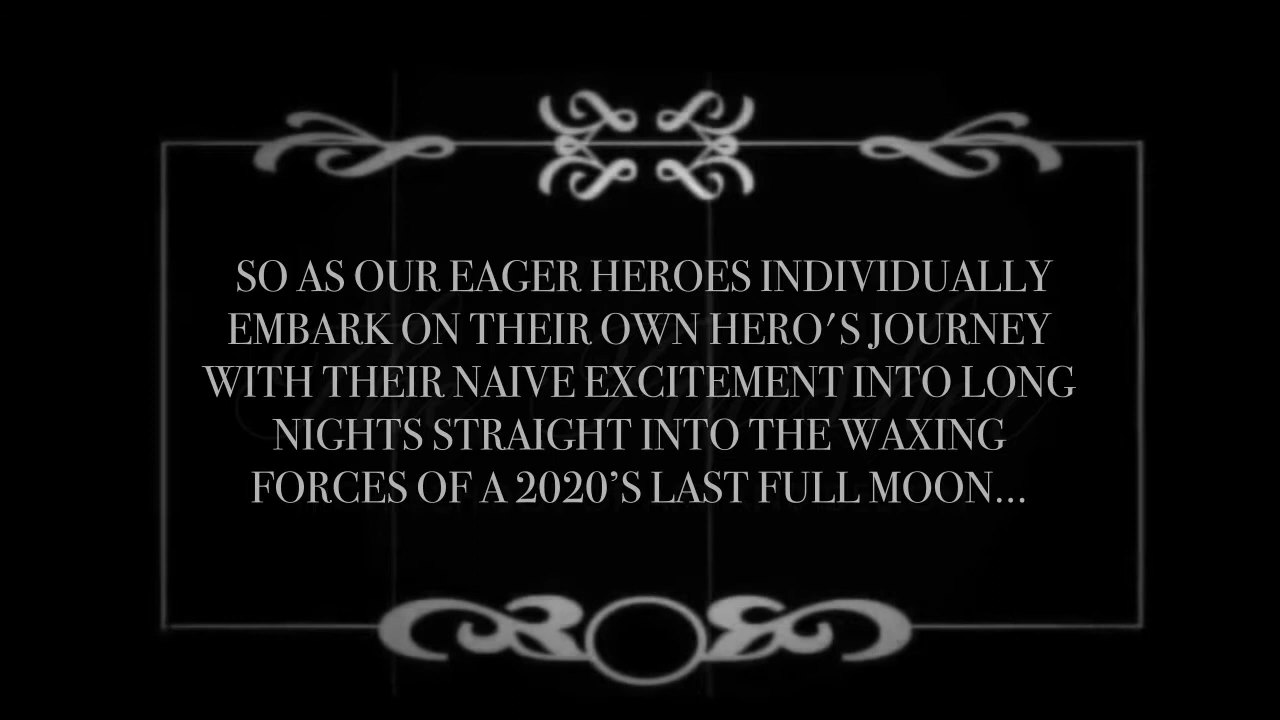 SO AS OUR EAGER HEROES INDIVIDUALLY
EMBARK ON THEIR OWN HERO'S JOURNEY
WITH THEIR NAIVE EXCITEMENT INTO LONG
NIGHTS STRAIGHT INTO THE WAXING
FORCES OF A 2020’S LAST FULL MOON...